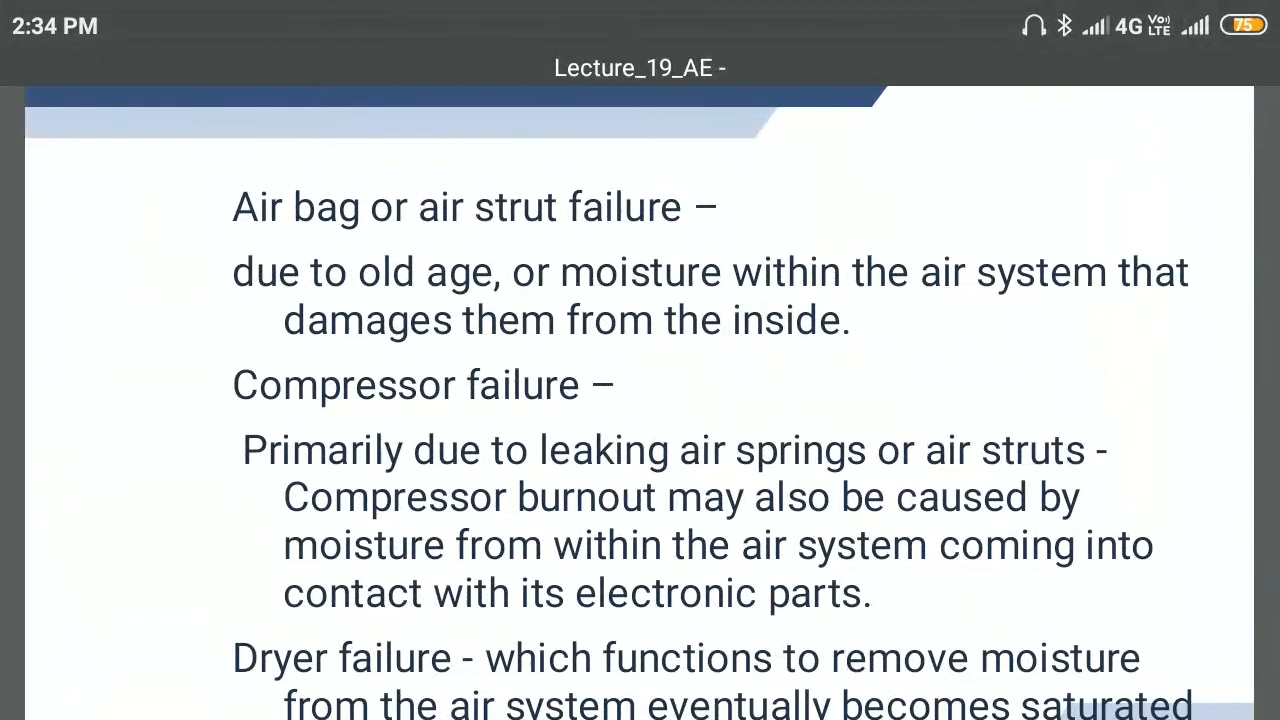 2:34 PM
4G Vo)) LTE 75
Lecture_19_AE -
Air bag or air strut failure –
due to old age, or moisture within the air system that
damages them from the inside.
Compressor failure –
Primarily due to leaking air springs or air struts -
Compressor burnout may also be caused by
moisture from within the air system coming into
contact with its electronic parts.
Dryer failure - which functions to remove moisture
from the air system eventually becomes saturated